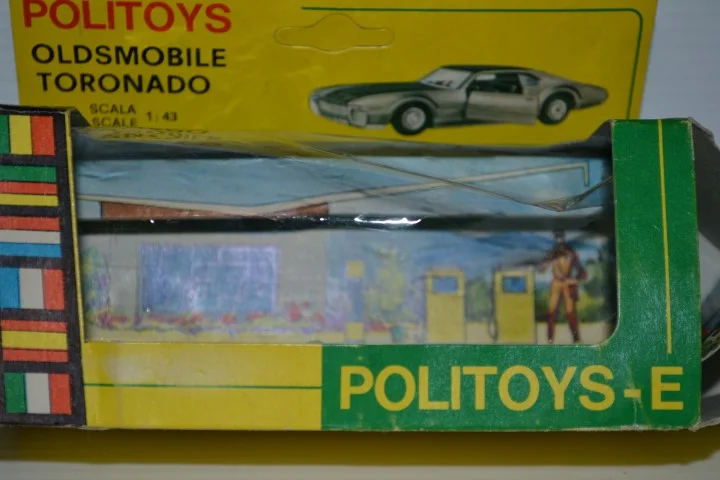 POLITOYS
OLDSMOBILE
TORONADO
SCALA
SCALE 1:43
POLITOYS-E